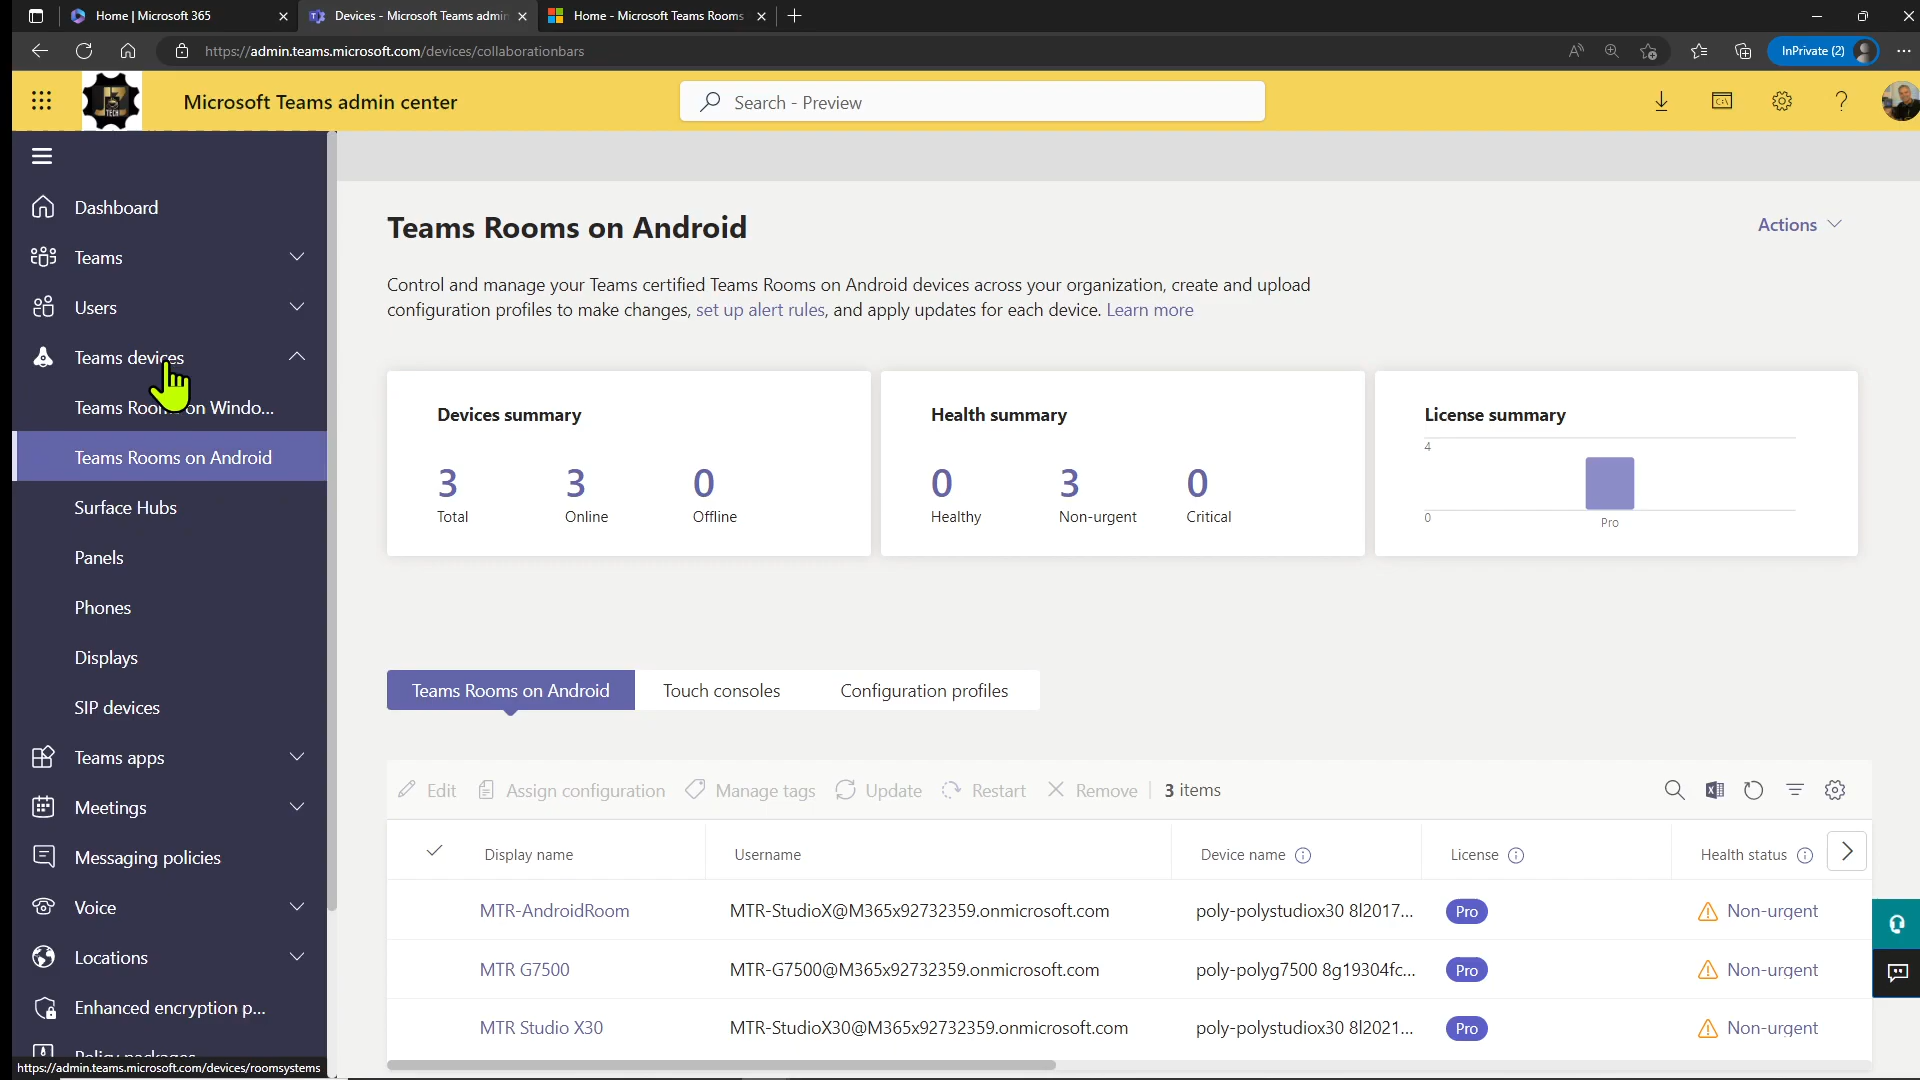 Home | Microsoft 365
Devices - Microsoft Teams admin
Home - Microsoft Teams Rooms
https://admin.teams.microsoft.com/devices/collaborationbars
InPrivate (2)
TECH
Microsoft Teams admin center
Search - Preview
Dashboard
Teams
Users
Teams devices
Teams Rooms on Windo...
Teams Rooms on Android
Surface Hubs
Panels
Phones
Displays
SIP devices
Teams apps
Meetings
Messaging policies
Voice
Locations
Enhanced encryption p...
Policy packages
https://admin.teams.microsoft.com/devices/roomsystems
Teams Rooms on Android
Actions
Control and manage your Teams certified Teams Rooms on Android devices across your organization, create and upload
configuration profiles to make changes, set up alert rules, and apply updates for each device. Learn more
Devices summary
3 3 0
Total Online Offline
Health summary
0 3 0
Healthy Non-urgent Critical
License summary
4
0
Pro
Teams Rooms on Android Touch consoles Configuration profiles
Edit Assign configuration Manage tags Update Restart Remove 3 items
Display name Username Device name License Health status
MTR-AndroidRoom MTR-StudioX@M365x92732359.onmicrosoft.com poly-polystudiox30 8l2017... Pro Non-urgent
MTR G7500 MTR-G7500@M365x92732359.onmicrosoft.com poly-polyg7500 8g19304fc... Pro Non-urgent
MTR Studio X30 MTR-StudioX30@M365x92732359.onmicrosoft.com poly-polystudiox30 8l2021... Pro Non-urgent